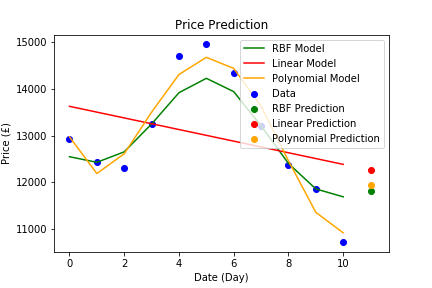 Price Prediction
15000
14000
13000
12000
11000
Price (£)
RBF Model
Linear Model
Polynomial Model
Data
RBF Prediction
Linear Prediction
Polynomial Prediction
0 2 4 6 8 10
Date (Day)